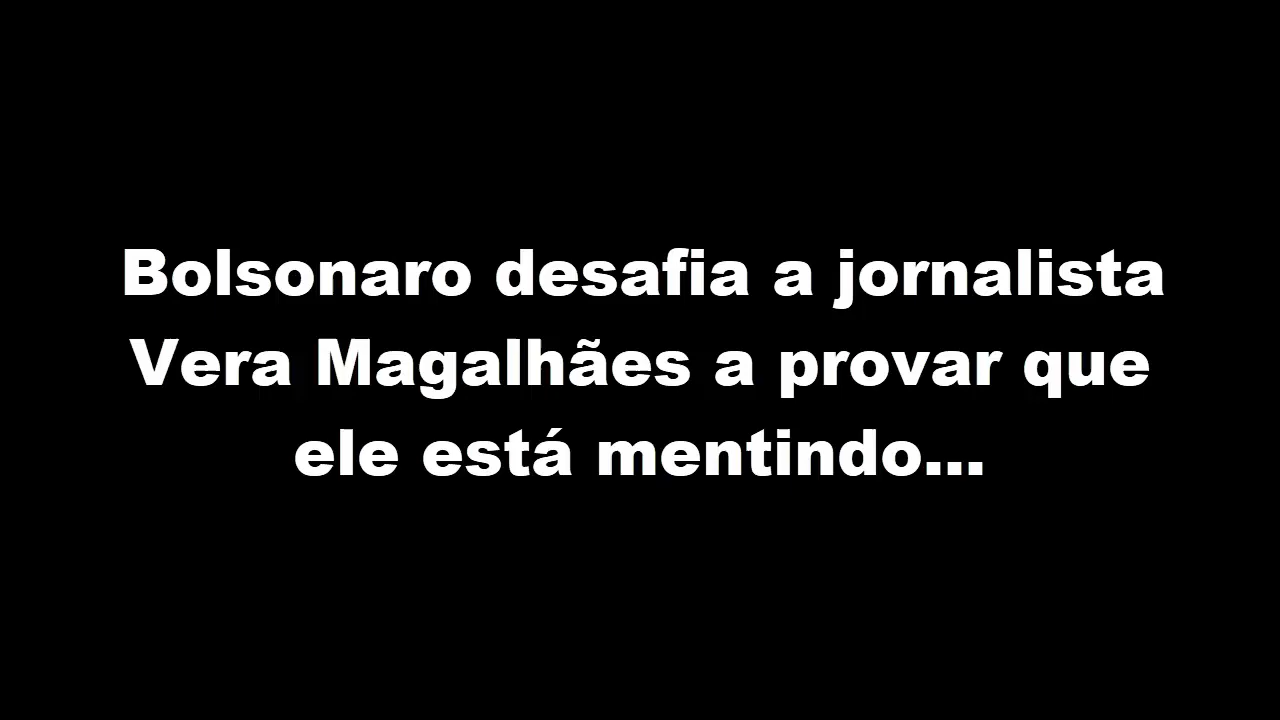 Bolsonaro desafia a jornalista
Vera Magalhães a provar que
ele está mentindo...